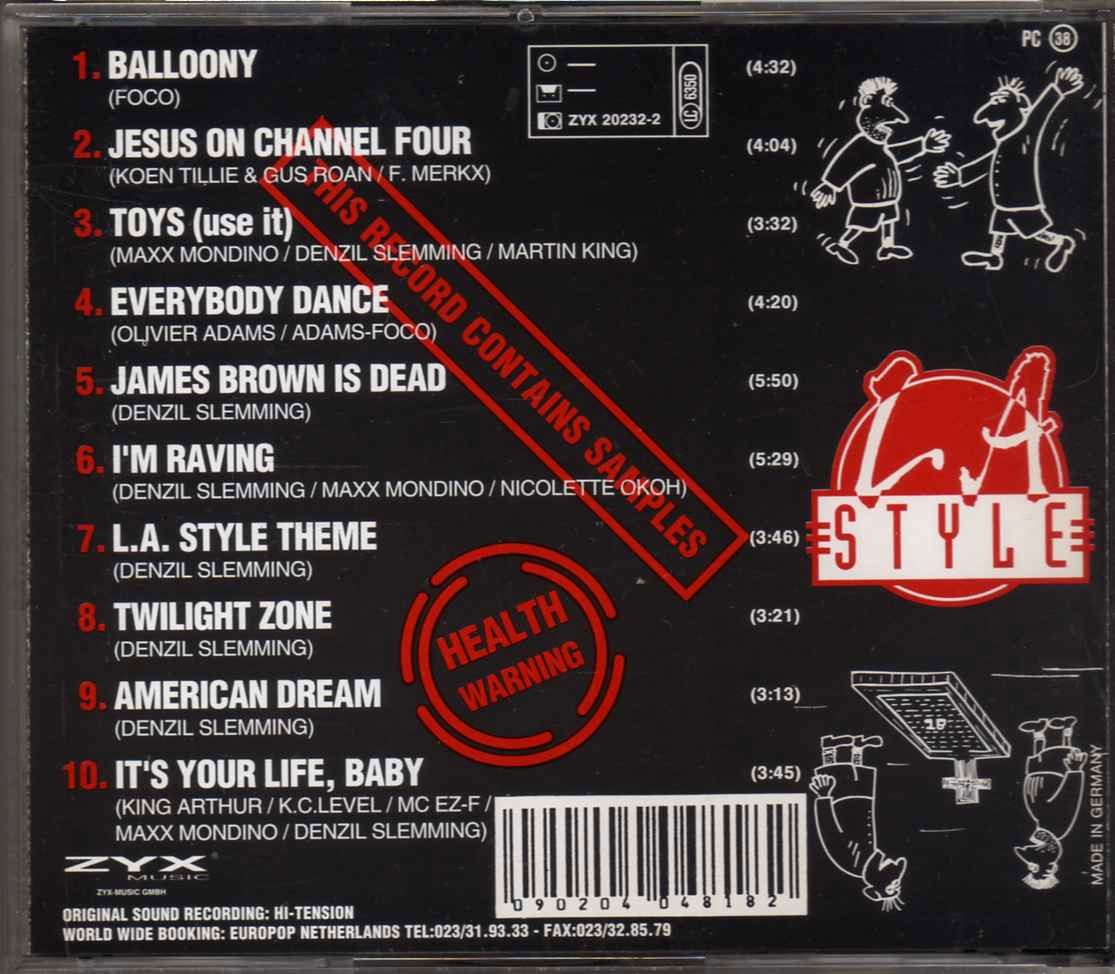 PC 38
1. BALLOONY (4:32)
(FOCO)
ZYX 20232-2
LC 6350
2. JESUS ON CHANNEL FOUR (4:04)
(KOEN TILLIE & GUS ROAN / F. MERKX)
3. TOYS (use it) (3:32)
(MAXX MONDINO / DENZIL SLEMMING / MARTIN KING)
4. EVERYBODY DANCE (4:20)
(OLIVIER ADAMS / ADAMS-FOCO)
5. JAMES BROWN IS DEAD (5:50)
(DENZIL SLEMMING)
6. I'M RAVING (5:29)
(DENZIL SLEMMING / MAXX MONDINO / NICOLETTE OKOH)
7. L.A. STYLE THEME (3:46)
(DENZIL SLEMMING)
8. TWILIGHT ZONE (3:21)
(DENZIL SLEMMING)
9. AMERICAN DREAM (3:13)
(DENZIL SLEMMING)
10. IT'S YOUR LIFE, BABY (3:45)
(KING ARTHUR / K.C.LEVEL / MC EZ-F /
MAXX MONDINO / DENZIL SLEMMING)
THIS RECORD CONTAINS SAMPLES
HEALTH
WARNING
LA
STYLE
16
MADE IN GERMANY
ZYX
MUSIC
ZYX-MUSIC GMBH
090204 048182
ORIGINAL SOUND RECORDING: HI-TENSION
WORLD WIDE BOOKING: EUROPOP NETHERLANDS TEL:023/31.93.33 - FAX:023/32.85.79